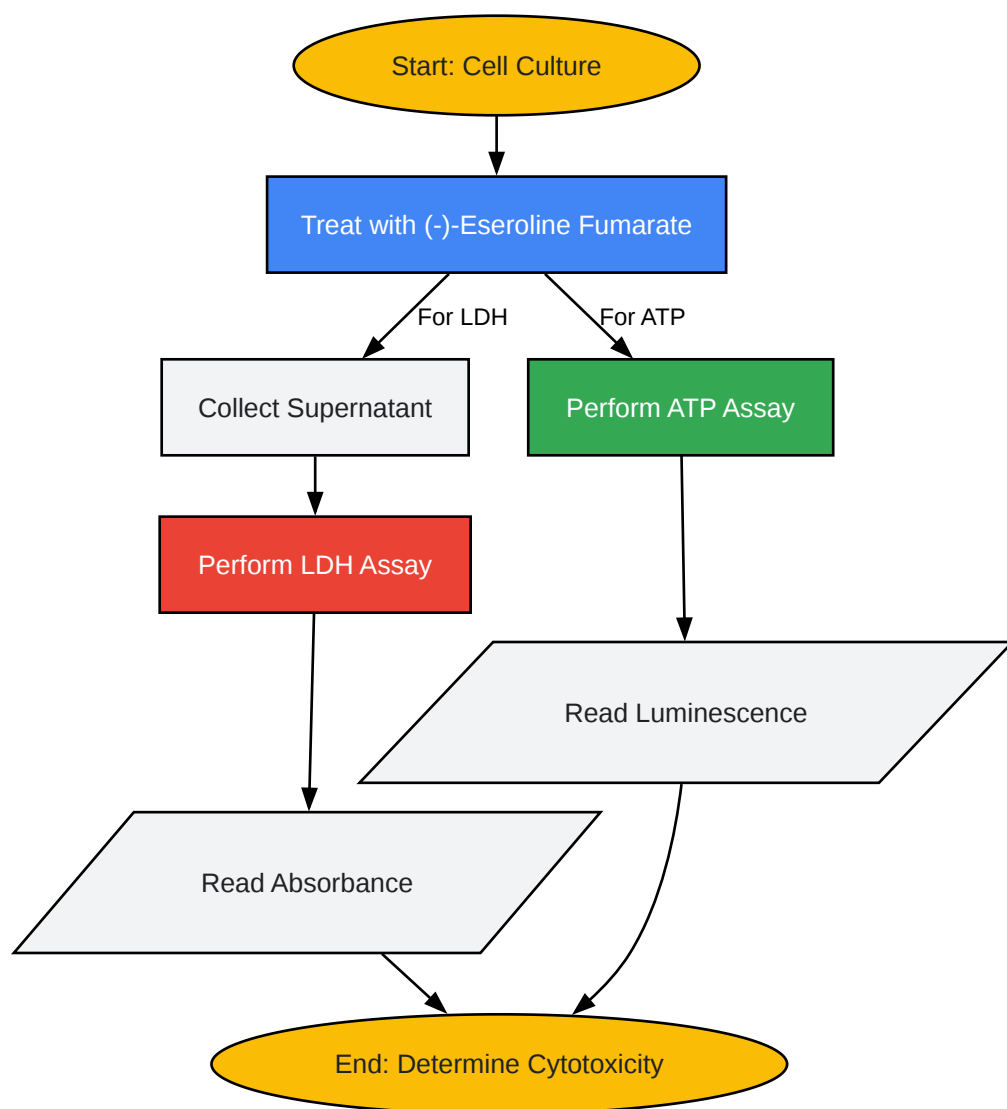 Start: Cell Culture
Treat with (-)-Eseroline Fumarate
For LDH
For ATP
Collect Supernatant
Perform ATP Assay
Perform LDH Assay
Read Luminescence
Read Absorbance
End: Determine Cytotoxicity